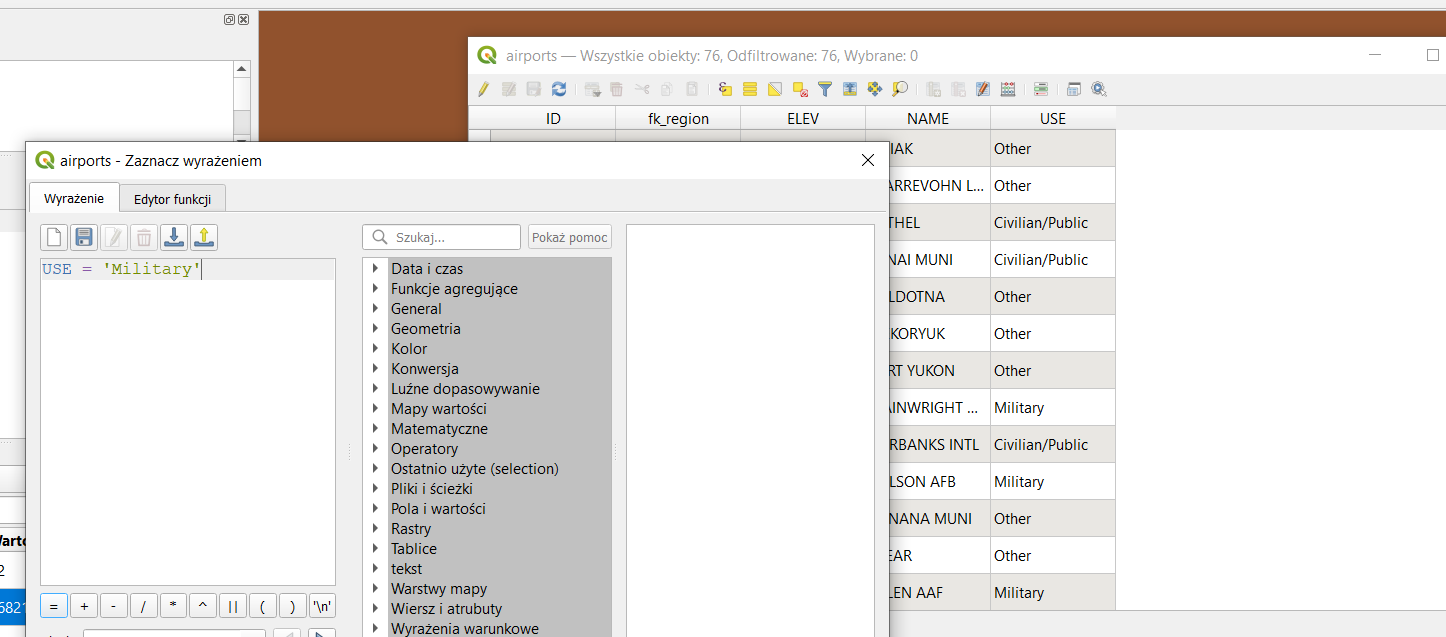 airports — Wszystkie obiekty: 76, Odfiltrowane: 76, Wybrane: 0
ID fk_region ELEV NAME USE
airports - Zaznacz wyrażeniem
Wyrażenie Edytor funkcji
Szukaj... Pokaż pomoc
USE = 'Military'
Data i czas
Funkcje agregujące
General
Geometria
Kolor
Konwersja
Luźne dopasowywanie
Mapy wartości
Matematyczne
Operatory
Ostatnio użyte (selection)
Pliki i ścieżki
Pola i wartości
Rastry
Tablice
tekst
Warstwy mapy
Wiersz i atrubuty
Wyrażenia warunkowe
= + - / * ^ || ( ) '\n'
IAK Other
ARREVOHN L... Other
THEL Civilian/Public
NAI MUNI Civilian/Public
LDOTNA Other
KORYUK Other
RT YUKON Other
AINWRIGHT ... Military
RBANKS INTL Civilian/Public
LSON AFB Military
NANA MUNI Other
EAR Other
LEN AAF Military
2
6821